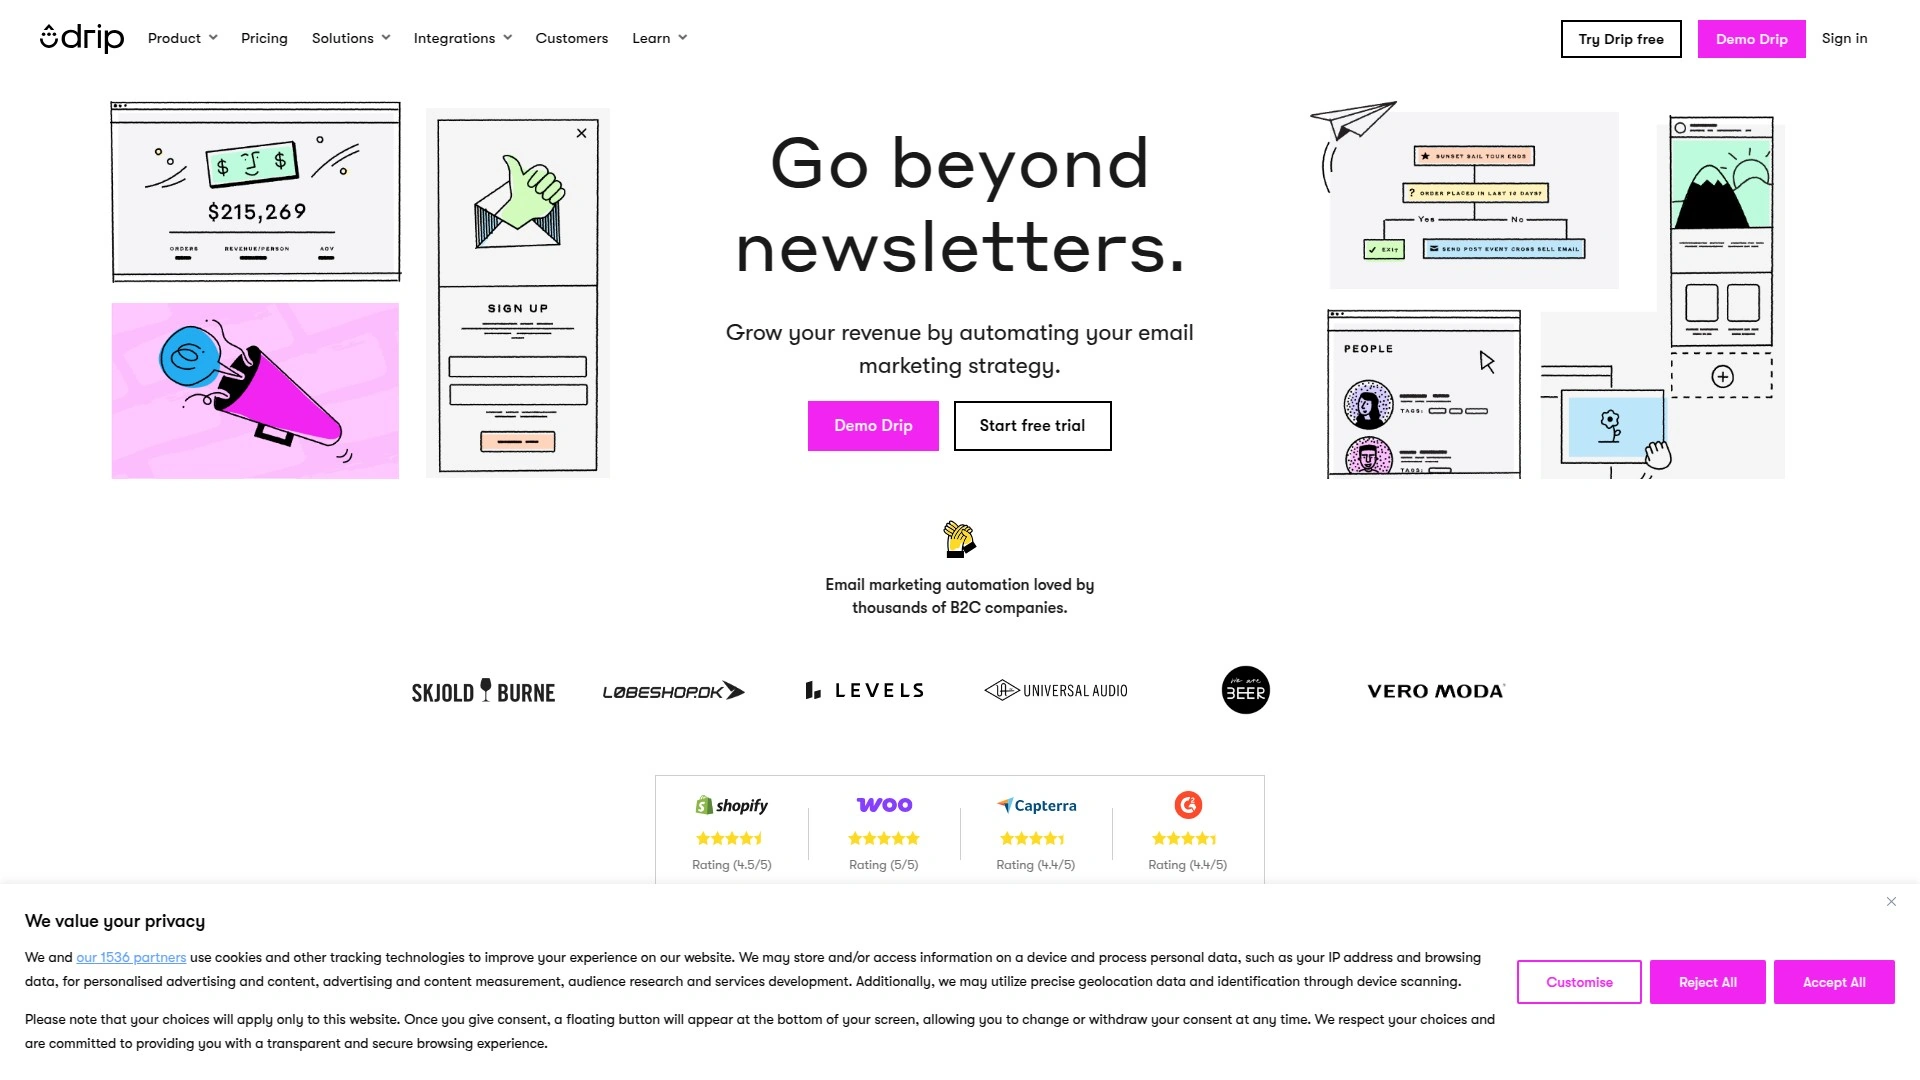 drip
Product
Pricing
Solutions
Integrations
Customers
Learn
Try Drip free
Demo Drip
Sign in
$ $
$215,269
ORDERS REVENUE/PERSON AOV
SIGN UP
Go beyond
newsletters.
Grow your revenue by automating your email
marketing strategy.
Demo Drip
Start free trial
SUNSET SAIL TOUR ENDS
? ORDER PLACED IN LAST 10 DAYS?
Yes No
EXIT
SEND POST EVENT CROSS SELL EMAIL
PEOPLE
TAGS:
TAGS:
Email marketing automation loved by
thousands of B2C companies.
SKJOLD BURNE
LØBESHOP.DK
LEVELS
UA UNIVERSAL AUDIO
We are
BEER
VERO MODA
shopify
Rating (4.5/5)
WOO
Rating (5/5)
Capterra
Rating (4.4/5)
G2
Rating (4.4/5)
We value your privacy
We and our 1536 partners use cookies and other tracking technologies to improve your experience on our website. We may store and/or access information on a device and process personal data, such as your IP address and browsing
data, for personalised advertising and content, advertising and content measurement, audience research and services development. Additionally, we may utilize precise geolocation data and identification through device scanning.
Please note that your choices will apply only to this website. Once you give consent, a floating button will appear at the bottom of your screen, allowing you to change or withdraw your consent at any time. We respect your choices and
are committed to providing you with a transparent and secure browsing experience.
Customise
Reject All
Accept All